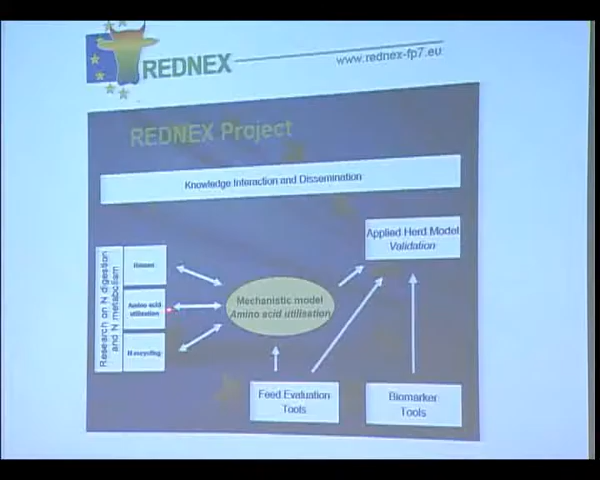 REDNEX
www.rednex-fp7.eu
REDNEX Project
Knowledge Interaction and Dissemination
Applied Herd Model
Validation
Research on N digestion
and N metabolism
Rumen
Amino acid
utilisation
N recycling
Mechanistic model
Amino acid utilisation
Feed Evaluation
Tools
Biomarker
Tools